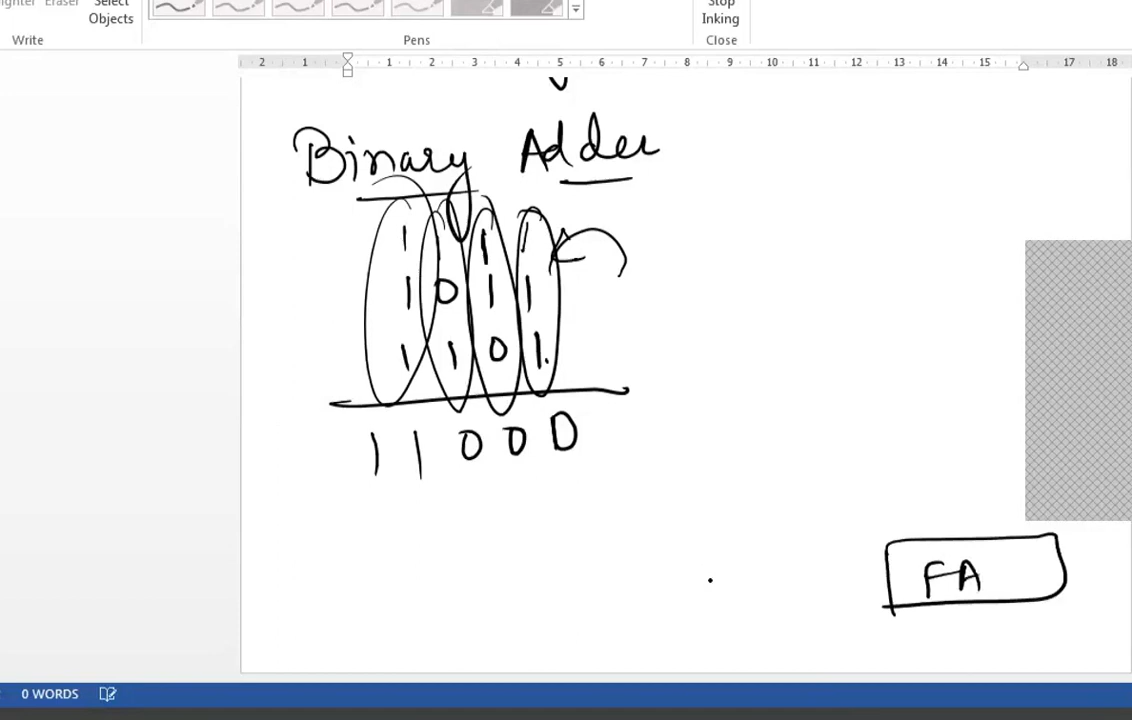 Select
Stop
Objects
Inking
Write
Pens
Close
2 1 1 2 3 4 5 6 7 8 9 10 11 12 13 14 15 17 18
Binary Adder
1 1 1
1 0 1 1
1 1 0 1
1 1 0 0 0
FA
0 WORDS